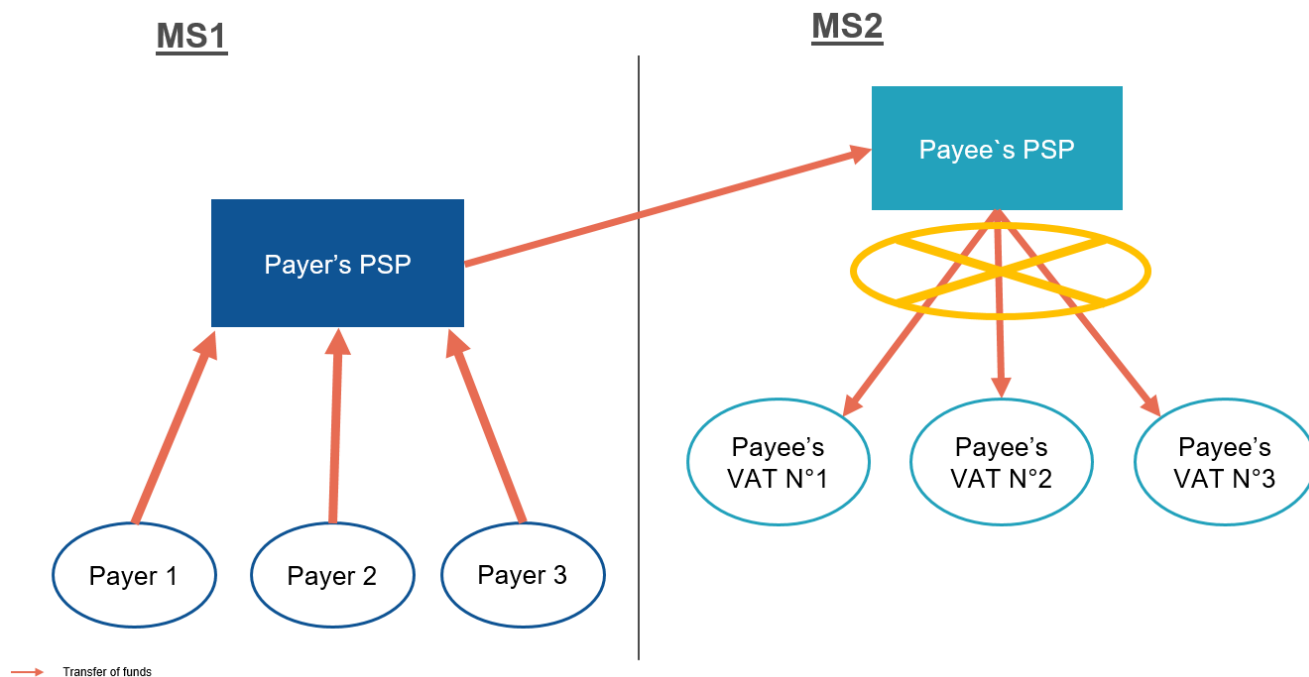 MS1
MS2
Payee`s PSP
Payer’s PSP
Payee’s
VAT N°1
Payee’s
VAT N°2
Payee’s
VAT N°3
Payer 1
Payer 2
Payer 3
Transfer of funds